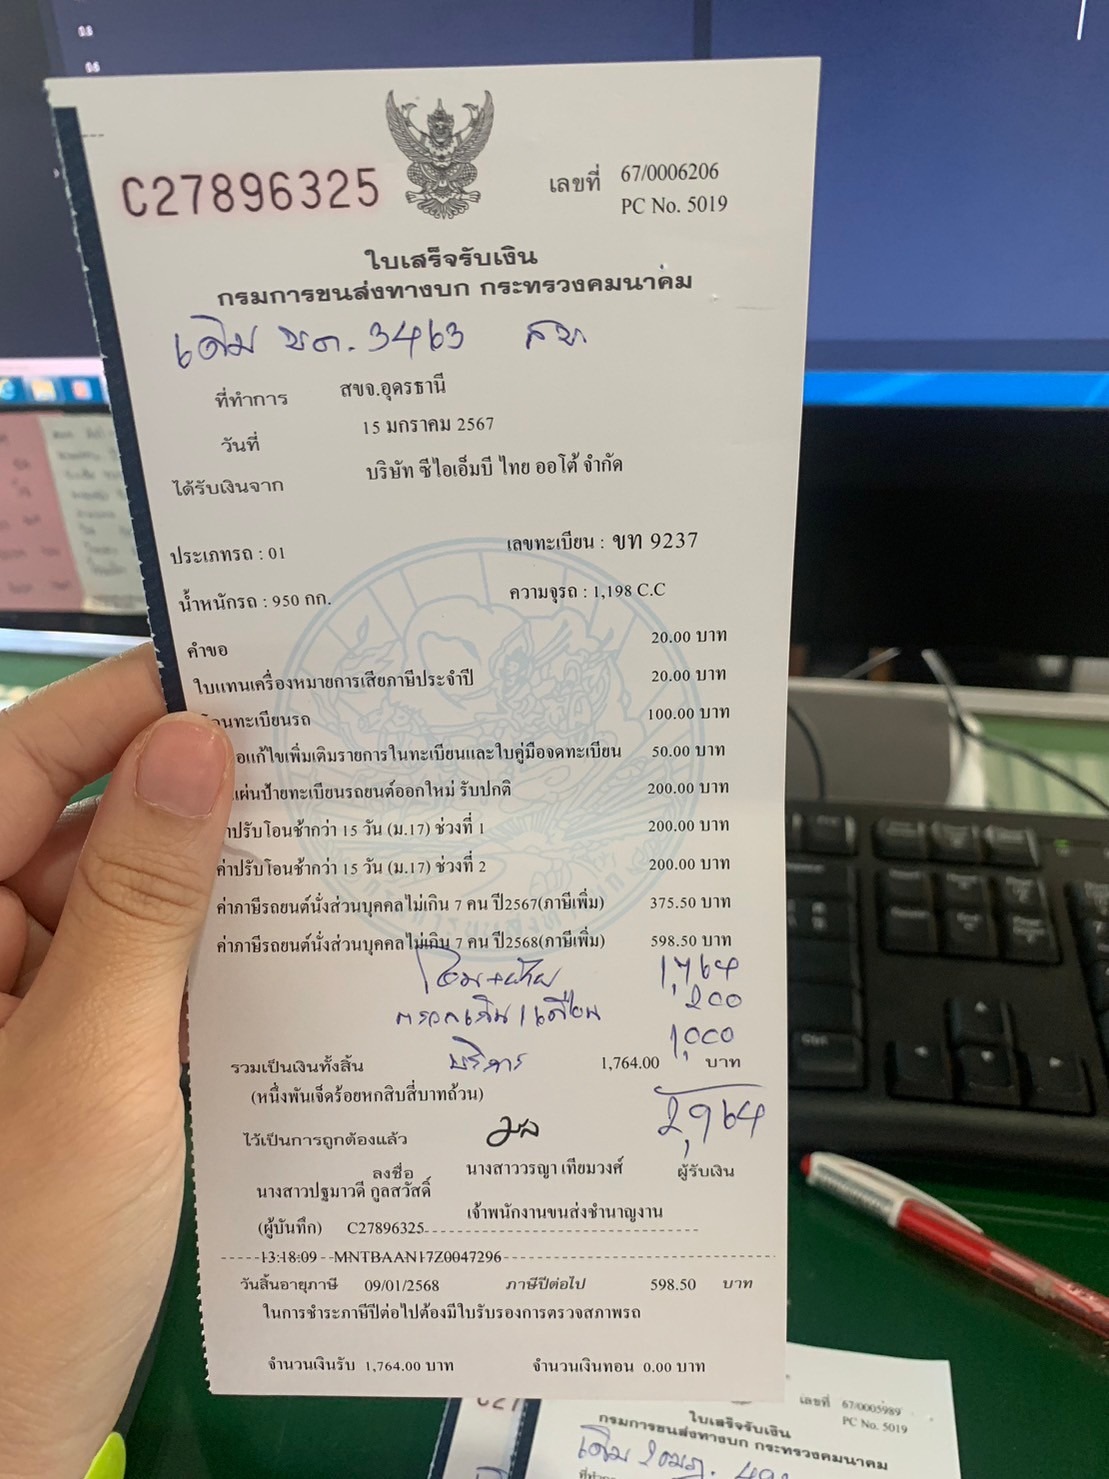 C27896325
เลขที่ 67/0006206
PC No. 5019
ใบเสร็จรับเงิน
กรมการขนส่งทางบก กระทรวงคมนาคม
เดิม ขต. 3463 สข
ที่ทำการ สขจ.อุดรธานี
วันที่ 15 มกราคม 2567
ได้รับเงินจาก บริษัท ซีไอเอ็มบี ไทย ออโต้ จำกัด
ประเภทรถ : 01 เลขทะเบียน : ขท 9237
น้ำหนักรถ : 950 กก. ความจุรถ : 1,198 C.C
คำขอ 20.00 บาท
ใบแทนเครื่องหมายการเสียภาษีประจำปี 20.00 บาท
โอนทะเบียนรถ 100.00 บาท
อแก้ไขเพิ่มเติมรายการในทะเบียนและใบคู่มือจดทะเบียน 50.00 บาท
แผ่นป้ายทะเบียนรถยนต์ออกใหม่ รับปกติ 200.00 บาท
าปรับโอนช้ากว่า 15 วัน (ม.17) ช่วงที่ 1 200.00 บาท
ค่าปรับโอนช้ากว่า 15 วัน (ม.17) ช่วงที่ 2 200.00 บาท
ค่าภาษีรถยนต์นั่งส่วนบุคคลไม่เกิน 7 คน ปี2567(ภาษีเพิ่ม) 375.50 บาท
ค่าภาษีรถยนต์นั่งส่วนบุคคลไม่เกิน 7 คน ปี2568(ภาษีเพิ่ม) 598.50 บาท
โอน+ย้าย 1,764
ตรวจเกิน 1 เดือน 200
บริการ 1,000
รวมเป็นเงินทั้งสิ้น 1,764.00 บาท
(หนึ่งพันเจ็ดร้อยหกสิบสี่บาทถ้วน)
2,964
ไว้เป็นการถูกต้องแล้ว
ลงชื่อ นางสาววรญา เทียมวงศ์ ผู้รับเงิน
นางสาวปฐมาวดี กูลสวัสดิ์
(ผู้บันทึก) C27896325 เจ้าพนักงานขนส่งชำนาญงาน
13:18:09 MNTBAAN17Z0047296
วันสิ้นอายุภาษี 09/01/2568 ภาษีปีต่อไป 598.50 บาท
ในการชำระภาษีปีต่อไปต้องมีใบรับรองการตรวจสภาพรถ
จำนวนเงินรับ 1,764.00 บาท จำนวนเงินทอน 0.00 บาท
เลขที่ 67/0005989
PC No. 5019
ใบเสร็จรับเงิน
กรมการขนส่งทางบก กระทรวงคมนาคม